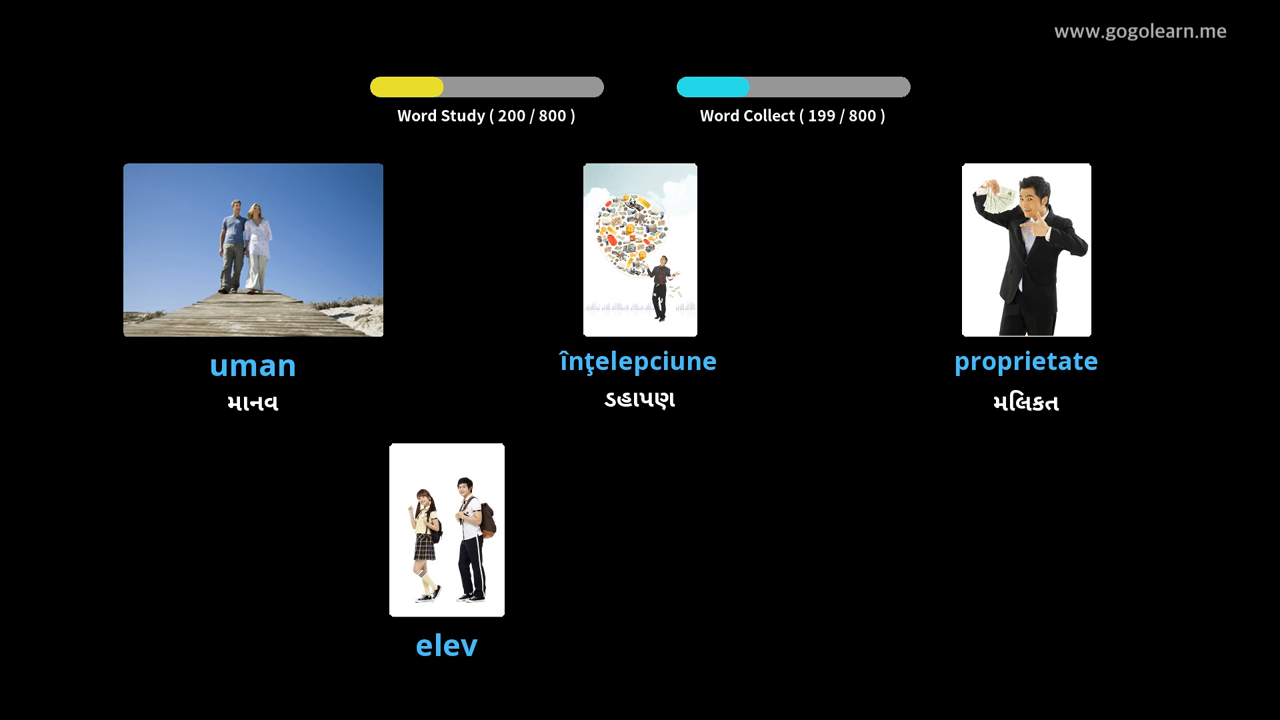 www.gogolearn.me
Word Study ( 200 / 800 )
Word Collect ( 199 / 800 )
uman
înţelepciune
proprietate
માનવ
ડહાપણ
મલિકત
elev